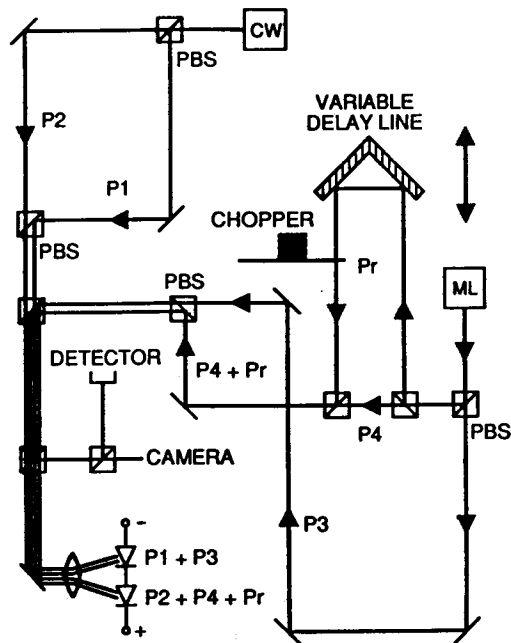 CW
PBS
P2
P1
PBS
VARIABLE
DELAY LINE
CHOPPER
Pr
PBS
ML
DETECTOR
P4 + Pr
P4
PBS
CAMERA
P3
-
P1 + P3
P2 + P4 + Pr
+